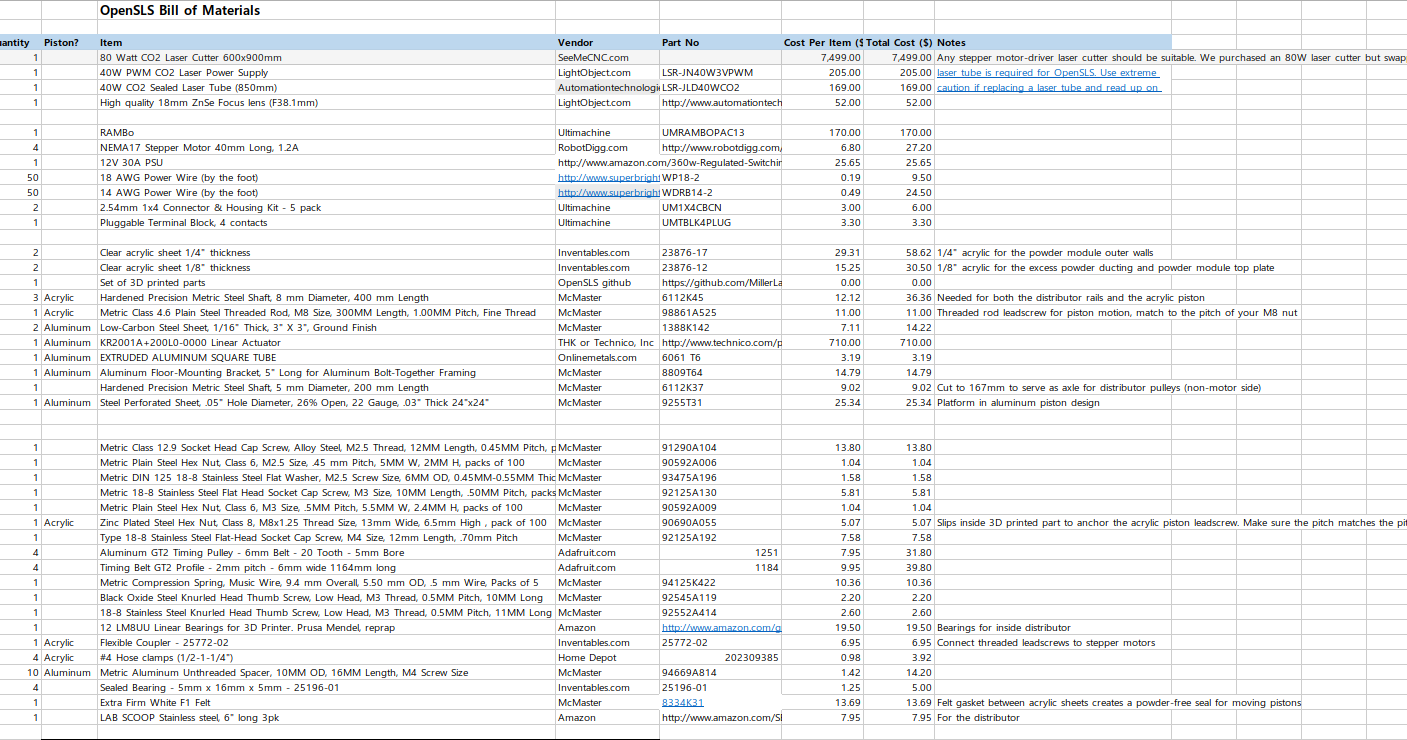 OpenSLS Bill of Materials
antity Piston? Item Vendor Part No Cost Per Item ($ Total Cost ($) Notes
1 80 Watt CO2 Laser Cutter 600x900mm SeeMeCNC.com 7,499.00 7,499.00 Any stepper motor-driver laser cutter should be suitable. We purchased an 80W laser cutter but swap
1 40W PWM CO2 Laser Power Supply LightObject.com LSR-JN40W3VPWM 205.00 205.00 laser tube is required for OpenSLS. Use extreme
1 40W CO2 Sealed Laser Tube (850mm) Automationtechnologi LSR-JLD40WCO2 169.00 169.00 caution if replacing a laser tube and read up on
1 High quality 18mm ZnSe Focus lens (F38.1mm) LightObject.com http://www.automationtech 52.00 52.00
1 RAMBo Ultimachine UMRAMBOPAC13 170.00 170.00
4 NEMA17 Stepper Motor 40mm Long, 1.2A RobotDigg.com http://www.robotdigg.com/ 6.80 27.20
1 12V 30A PSU http://www.amazon.com/360w-Regulated-Switchin 25.65 25.65
50 18 AWG Power Wire (by the foot) http://www.superbright WP18-2 0.19 9.50
50 14 AWG Power Wire (by the foot) http://www.superbright WDRB14-2 0.49 24.50
2 2.54mm 1x4 Connector & Housing Kit - 5 pack Ultimachine UM1X4CBCN 3.00 6.00
1 Pluggable Terminal Block, 4 contacts Ultimachine UMTBLK4PLUG 3.30 3.30
2 Clear acrylic sheet 1/4" thickness Inventables.com 23876-17 29.31 58.62 1/4" acrylic for the powder module outer walls
2 Clear acrylic sheet 1/8" thickness Inventables.com 23876-12 15.25 30.50 1/8" acrylic for the excess powder ducting and powder module top plate
1 Set of 3D printed parts OpenSLS github https://github.com/MillerLa 0.00 0.00
3 Acrylic Hardened Precision Metric Steel Shaft, 8 mm Diameter, 400 mm Length McMaster 6112K45 12.12 36.36 Needed for both the distributor rails and the acrylic piston
1 Acrylic Metric Class 4.6 Plain Steel Threaded Rod, M8 Size, 300MM Length, 1.00MM Pitch, Fine Thread McMaster 98861A525 11.00 11.00 Threaded rod leadscrew for piston motion, match to the pitch of your M8 nut
2 Aluminum Low-Carbon Steel Sheet, 1/16" Thick, 3" X 3", Ground Finish McMaster 1388K142 7.11 14.22
1 Aluminum KR2001A+200L0-0000 Linear Actuator THK or Technico, Inc http://www.technico.com/p 710.00 710.00
1 Aluminum EXTRUDED ALUMINUM SQUARE TUBE Onlinemetals.com 6061 T6 3.19 3.19
1 Aluminum Aluminum Floor-Mounting Bracket, 5" Long for Aluminum Bolt-Together Framing McMaster 8809T64 14.79 14.79
1 Hardened Precision Metric Steel Shaft, 5 mm Diameter, 200 mm Length McMaster 6112K37 9.02 9.02 Cut to 167mm to serve as axle for distributor pulleys (non-motor side)
1 Aluminum Steel Perforated Sheet, .05" Hole Diameter, 26% Open, 22 Gauge, .03" Thick 24"x24" McMaster 9255T31 25.34 25.34 Platform in aluminum piston design
1 Metric Class 12.9 Socket Head Cap Screw, Alloy Steel, M2.5 Thread, 12MM Length, 0.45MM Pitch, p McMaster 91290A104 13.80 13.80
1 Metric Plain Steel Hex Nut, Class 6, M2.5 Size, .45 mm Pitch, 5MM W, 2MM H, packs of 100 McMaster 90592A006 1.04 1.04
1 Metric DIN 125 18-8 Stainless Steel Flat Washer, M2.5 Screw Size, 6MM OD, 0.45MM-0.55MM Thic McMaster 93475A196 1.58 1.58
1 Metric 18-8 Stainless Steel Flat Head Socket Cap Screw, M3 Size, 10MM Length, .50MM Pitch, packs McMaster 92125A130 5.81 5.81
1 Metric Plain Steel Hex Nut, Class 6, M3 Size, .5MM Pitch, 5.5MM W, 2.4MM H, packs of 100 McMaster 90592A009 1.04 1.04
1 Acrylic Zinc Plated Steel Hex Nut, Class 8, M8x1.25 Thread Size, 13mm Wide, 6.5mm High , pack of 100 McMaster 90690A055 5.07 5.07 Slips inside 3D printed part to anchor the acrylic piston leadscrew. Make sure the pitch matches the pit
1 Type 18-8 Stainless Steel Flat-Head Socket Cap Screw, M4 Size, 12mm Length, .70mm Pitch McMaster 92125A192 7.58 7.58
4 Aluminum GT2 Timing Pulley - 6mm Belt - 20 Tooth - 5mm Bore Adafruit.com 1251 7.95 31.80
4 Timing Belt GT2 Profile - 2mm pitch - 6mm wide 1164mm long Adafruit.com 1184 9.95 39.80
1 Metric Compression Spring, Music Wire, 9.4 mm Overall, 5.50 mm OD, .5 mm Wire, Packs of 5 McMaster 94125K422 10.36 10.36
1 Black Oxide Steel Knurled Head Thumb Screw, Low Head, M3 Thread, 0.5MM Pitch, 10MM Long McMaster 92545A119 2.20 2.20
1 18-8 Stainless Steel Knurled Head Thumb Screw, Low Head, M3 Thread, 0.5MM Pitch, 11MM Long McMaster 92552A414 2.60 2.60
1 12 LM8UU Linear Bearings for 3D Printer. Prusa Mendel, reprap Amazon http://www.amazon.com/g 19.50 19.50 Bearings for inside distributor
1 Acrylic Flexible Coupler - 25772-02 Inventables.com 25772-02 6.95 6.95 Connect threaded leadscrews to stepper motors
4 Acrylic #4 Hose clamps (1/2-1-1/4") Home Depot 202309385 0.98 3.92
10 Aluminum Metric Aluminum Unthreaded Spacer, 10MM OD, 16MM Length, M4 Screw Size McMaster 94669A814 1.42 14.20
4 Sealed Bearing - 5mm x 16mm x 5mm - 25196-01 Inventables.com 25196-01 1.25 5.00
1 Extra Firm White F1 Felt McMaster 8334K31 13.69 13.69 Felt gasket between acrylic sheets creates a powder-free seal for moving pistons
1 LAB SCOOP Stainless steel, 6" long 3pk Amazon http://www.amazon.com/SI 7.95 7.95 For the distributor